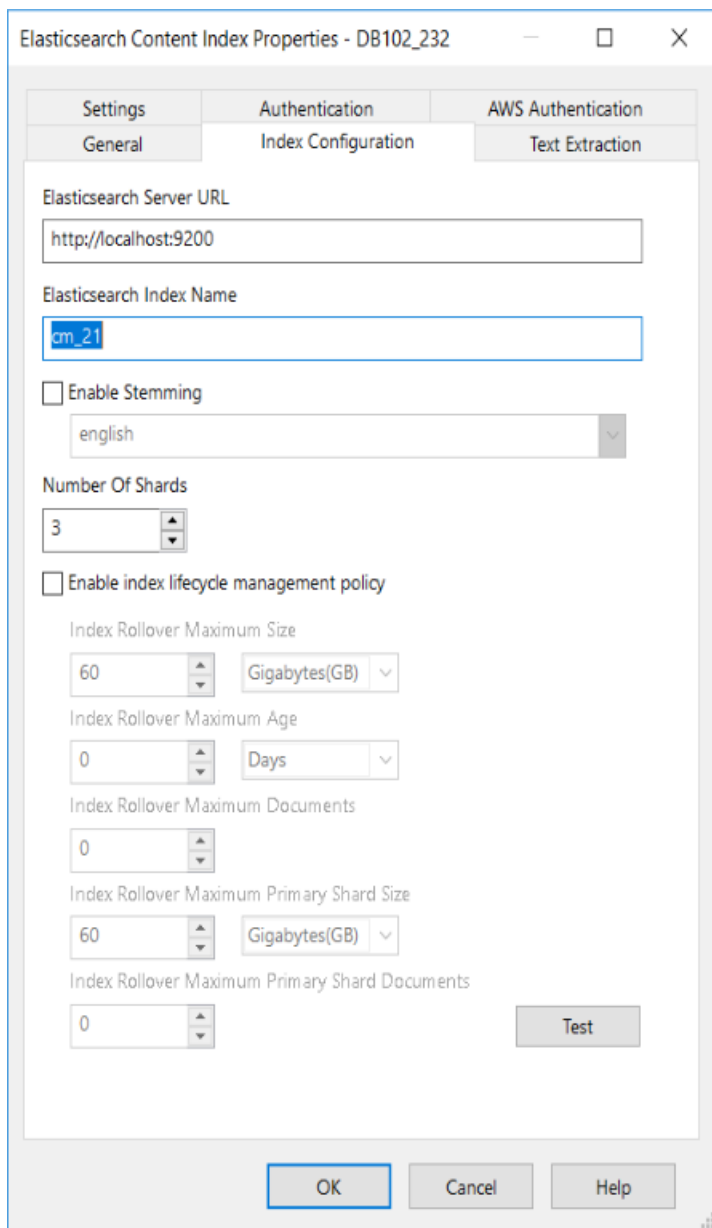 Elasticsearch Content Index Properties - DB102_232
Settings Authentication AWS Authentication
General Index Configuration Text Extraction
Elasticsearch Server URL
http://localhost:9200
Elasticsearch Index Name
cm_21
Enable Stemming
english
Number Of Shards
3
Enable index lifecycle management policy
Index Rollover Maximum Size
60 Gigabytes(GB)
Index Rollover Maximum Age
0 Days
Index Rollover Maximum Documents
0
Index Rollover Maximum Primary Shard Size
60 Gigabytes(GB)
Index Rollover Maximum Primary Shard Documents
0 Test
OK Cancel Help